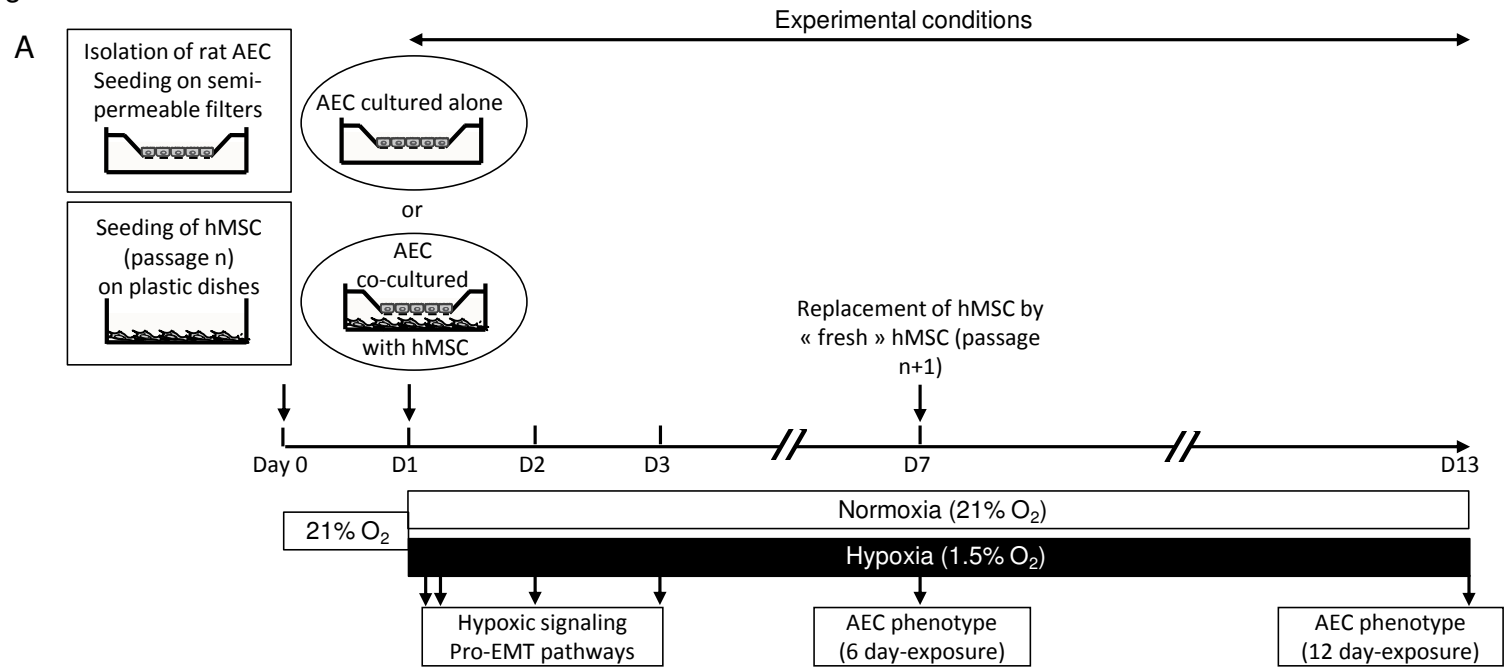 A
Experimental conditions
Isolation of rat AEC
Seeding on semi-
permeable filters
AEC cultured alone
or
Seeding of hMSC
(passage n)
on plastic dishes
AEC
co-cultured
with hMSC
Replacement of hMSC by
« fresh » hMSC (passage
n+1)
Day 0
D1
D2
D3
D7
D13
21% O₂
Normoxia (21% O₂)
Hypoxia (1.5% O₂)
Hypoxic signaling
Pro-EMT pathways
AEC phenotype
(6 day-exposure)
AEC phenotype
(12 day-exposure)